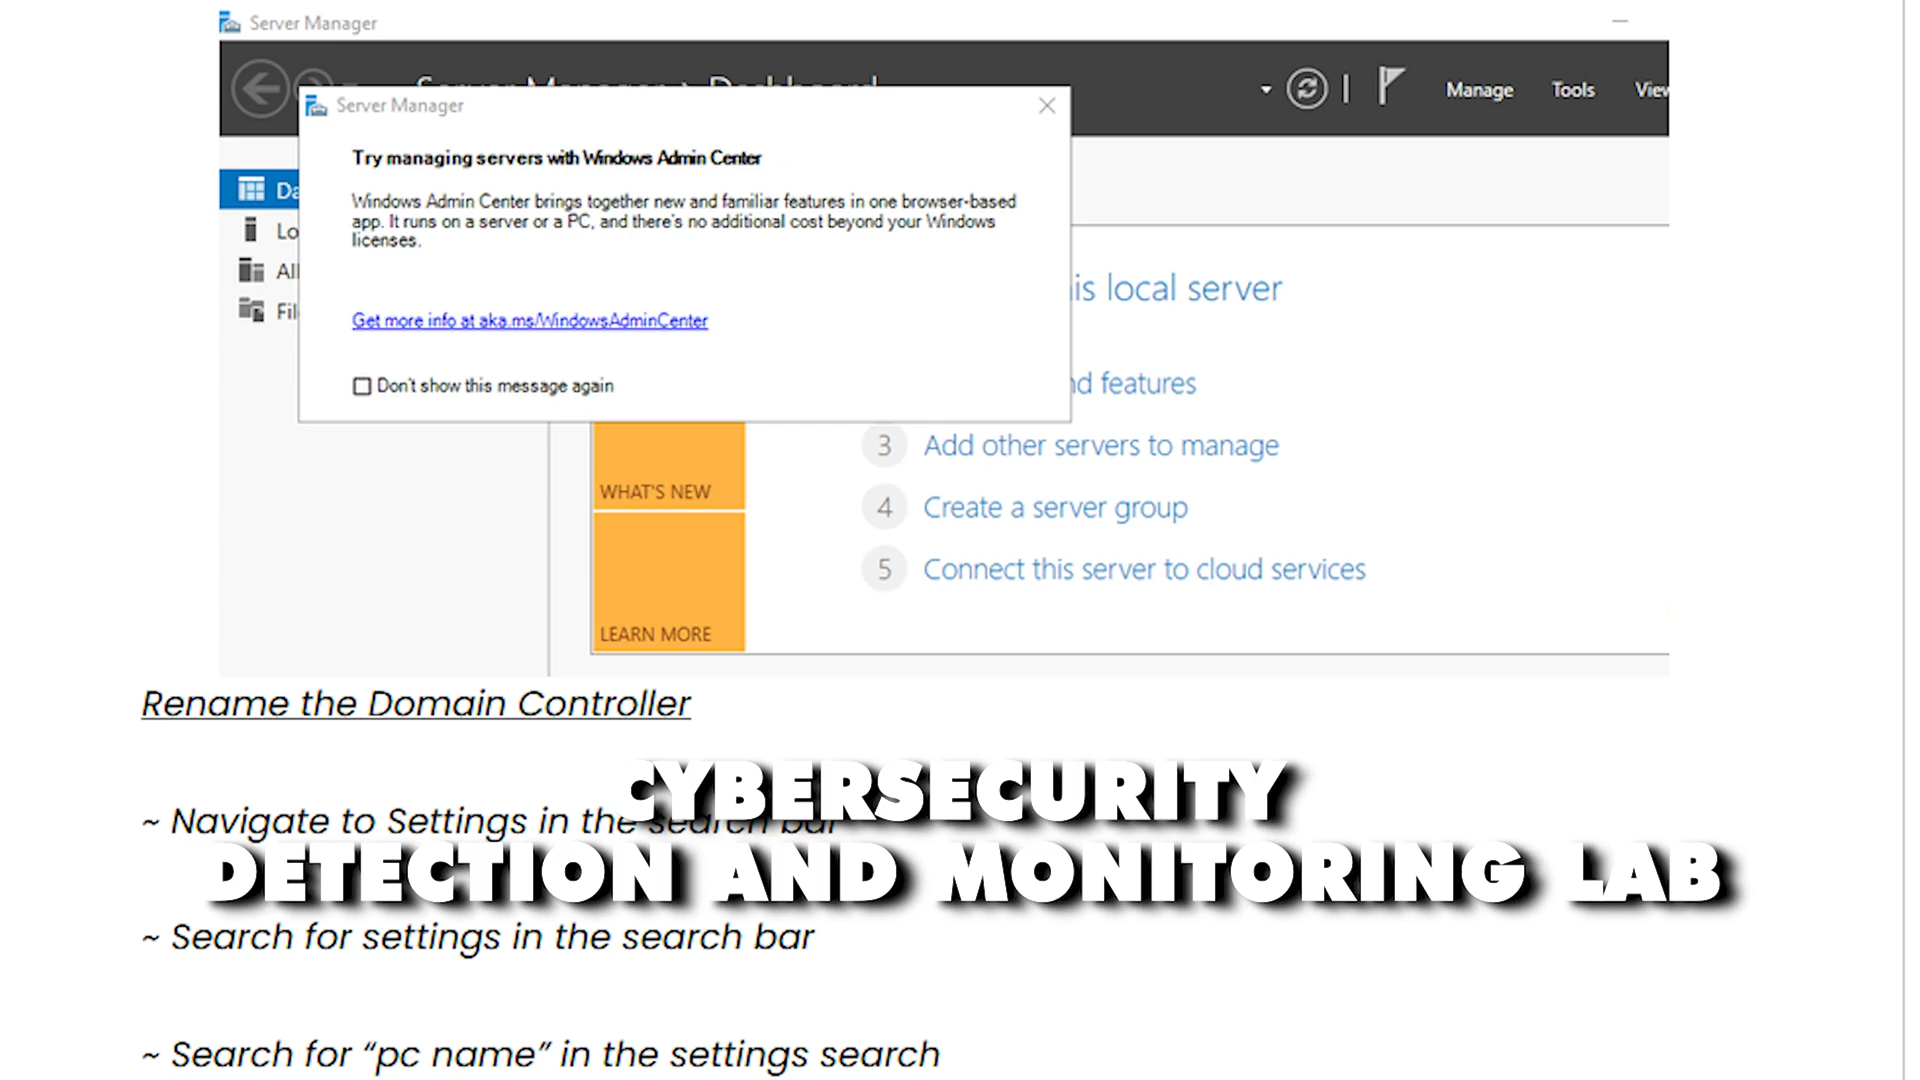 Server Manager
Manage Tools View
Server Manager
Try managing servers with Windows Admin Center
Windows Admin Center brings together new and familiar features in one browser-based
app. It runs on a server or a PC, and there's no additional cost beyond your Windows
licenses.
Get more info at aka.ms/WindowsAdminCenter
Don't show this message again
local server
features
3 Add other servers to manage
4 Create a server group
5 Connect this server to cloud services
WHAT'S NEW
LEARN MORE
Rename the Domain Controller
CYBERSECURITY
~ Navigate to Settings in the search bar
DETECTION AND MONITORING LAB
~ Search for settings in the search bar
~ Search for “pc name” in the settings search